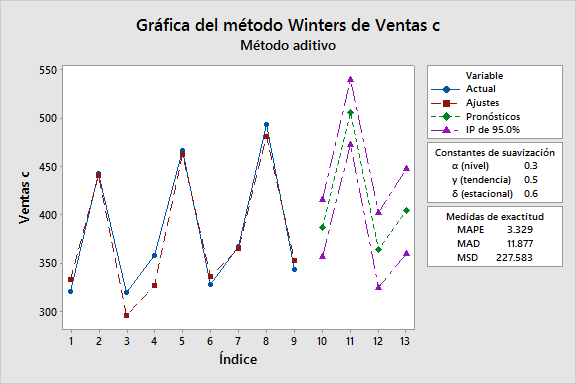 Gráfica del método Winters de Ventas c
Método aditivo
Ventas c
550
500
450
400
350
300
1 2 3 4 5 6 7 8 9 10 11 12 13
Índice
Variable
Actual
Ajustes
Pronósticos
IP de 95.0%
Constantes de suavización
α (nivel) 0.3
γ (tendencia) 0.5
δ (estacional) 0.6
Medidas de exactitud
MAPE 3.329
MAD 11.877
MSD 227.583